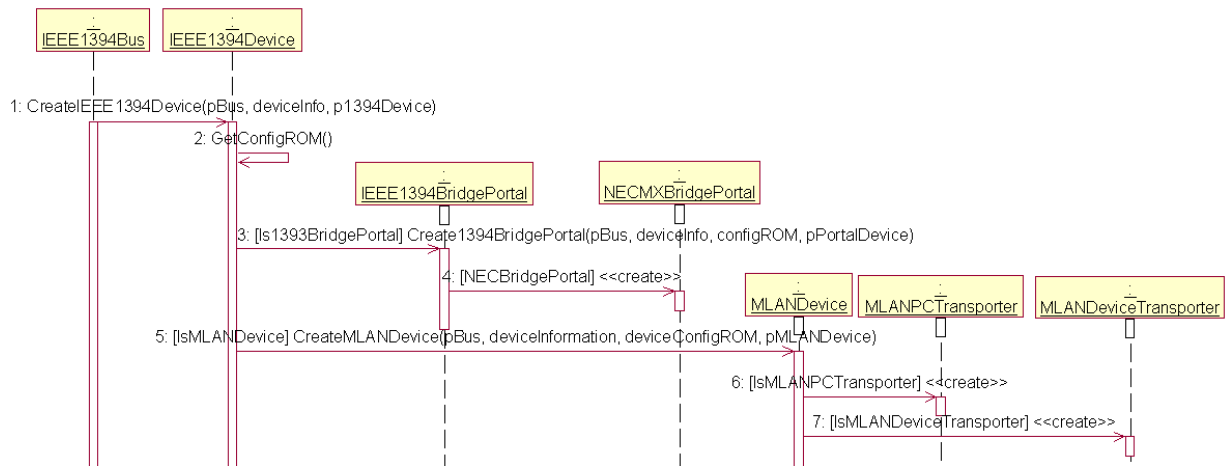 :
IEEE1394Bus
:
IEEE1394Device
1: CreateIEEE1394Device(pBus, deviceInfo, p1394Device)
2: GetConfigROM()
:
IEEE1394BridgePortal
:
NECMXBridgePortal
3: [Is1393BridgePortal] Create1394BridgePortal(pBus, deviceInfo, configROM, pPortalDevice)
4: [NECBridgePortal] <<create>>
:
MLANDevice
:
MLANPCTransporter
:
MLANDeviceTransporter
5: [IsMLANDevice] CreateMLANDevice(pBus, deviceInformation, deviceConfigROM, pMLANDevice)
6: [IsMLANPCTransporter] <<create>>
7: [IsMLANDeviceTransporter] <<create>>